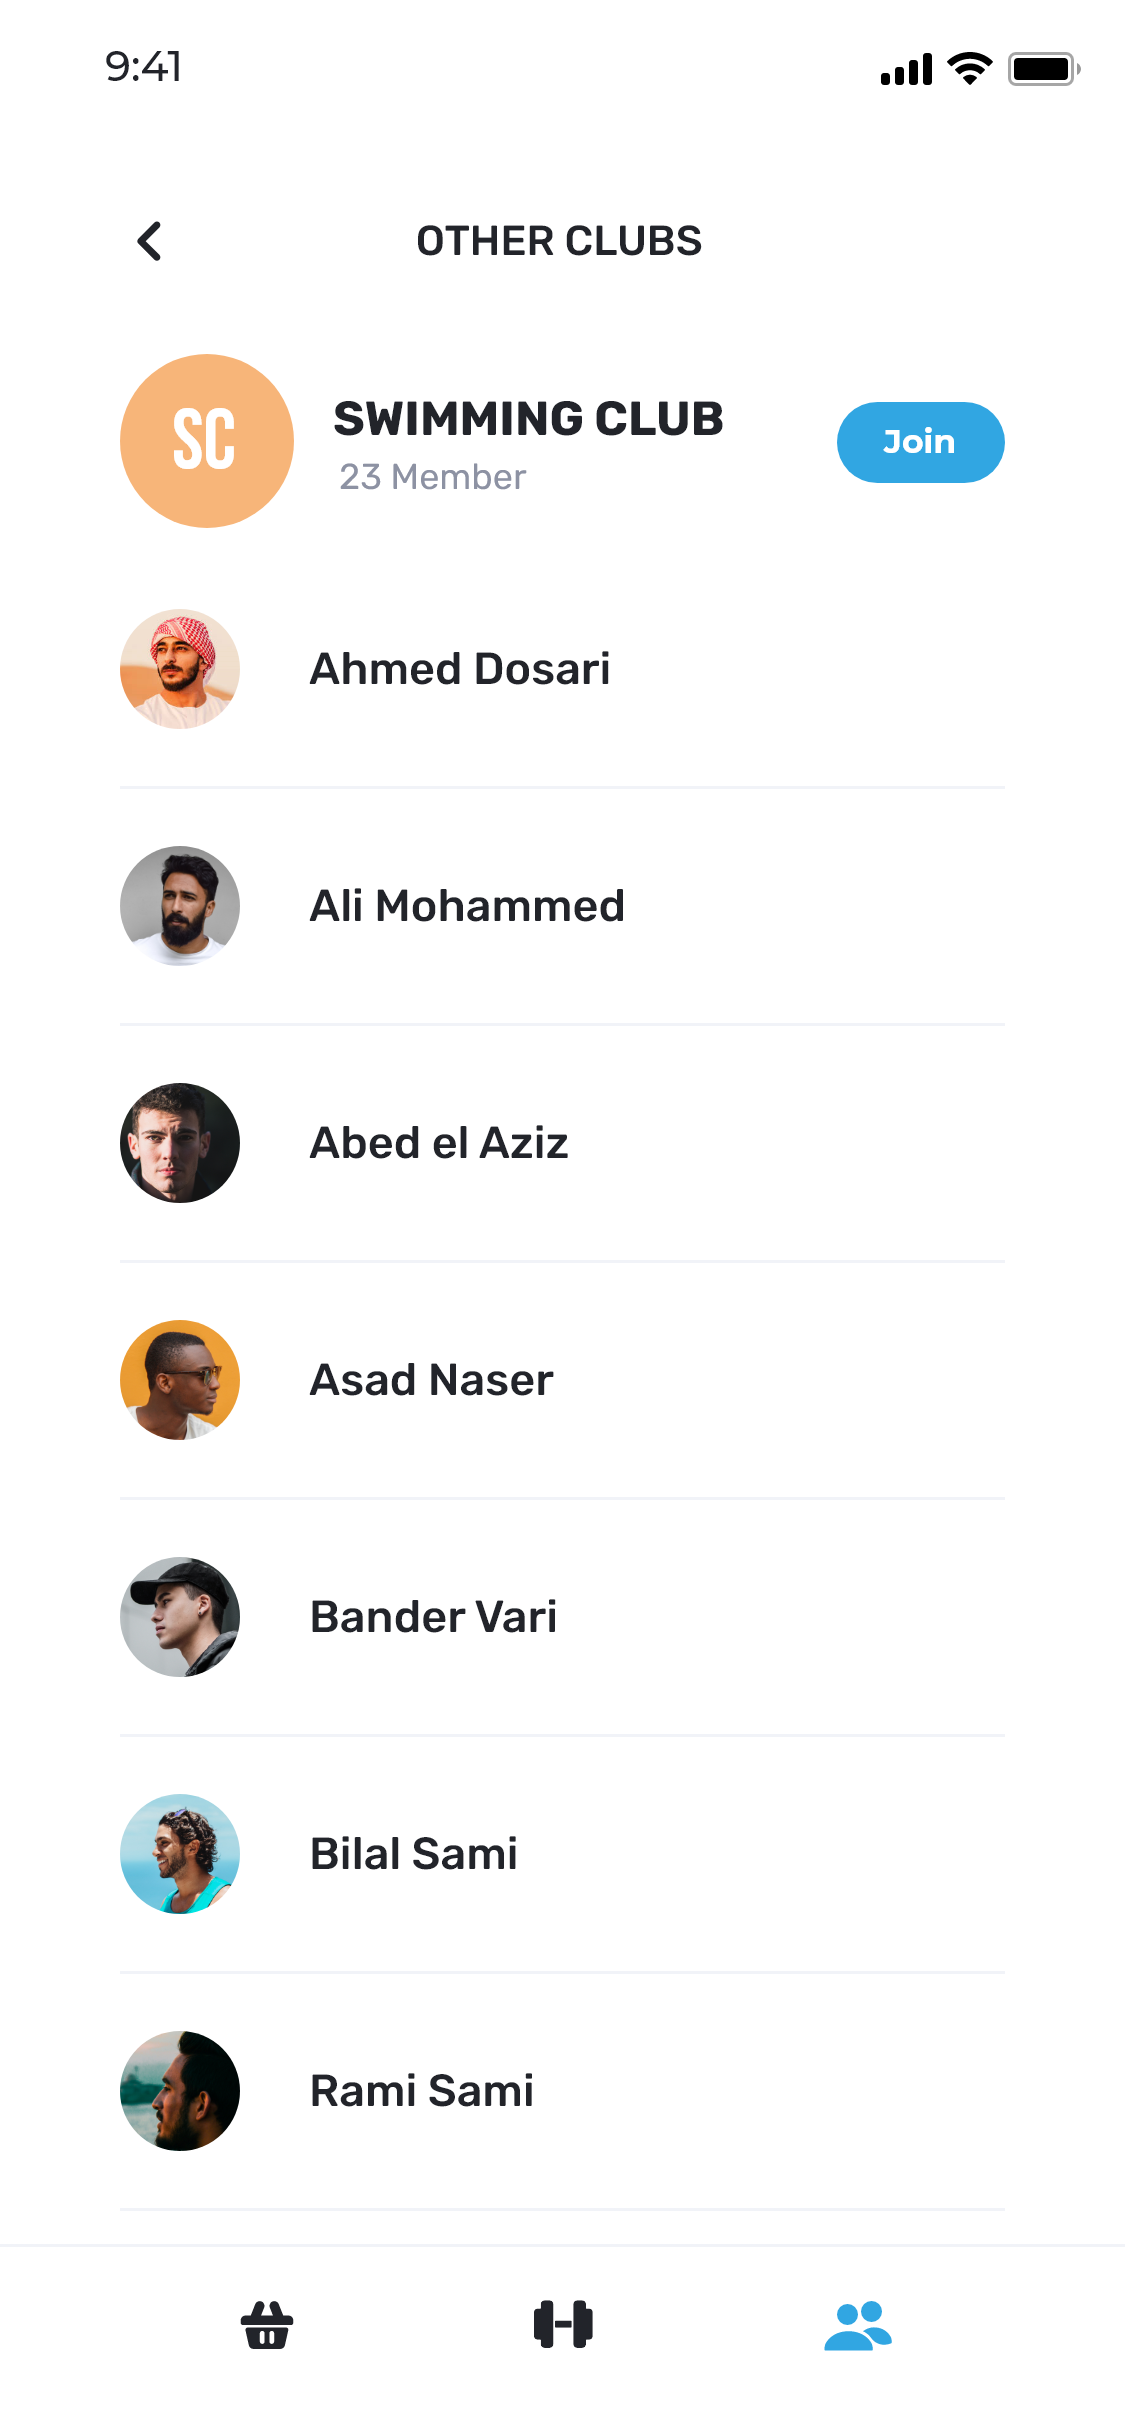 9:41
OTHER CLUBS
SC
SWIMMING CLUB
23 Member
Join
Ahmed Dosari
Ali Mohammed
Abed el Aziz
Asad Naser
Bander Vari
Bilal Sami
Rami Sami